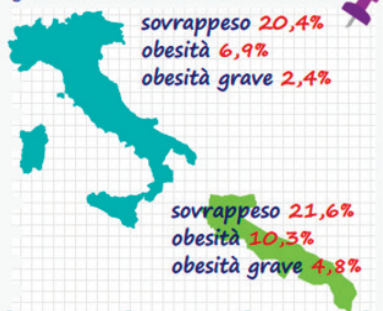 sovrappeso 20,4%
obesità 6,9%
obesità grave 2,4%
sovrappeso 21,6%
obesità 10,3%
obesità grave 4,8%